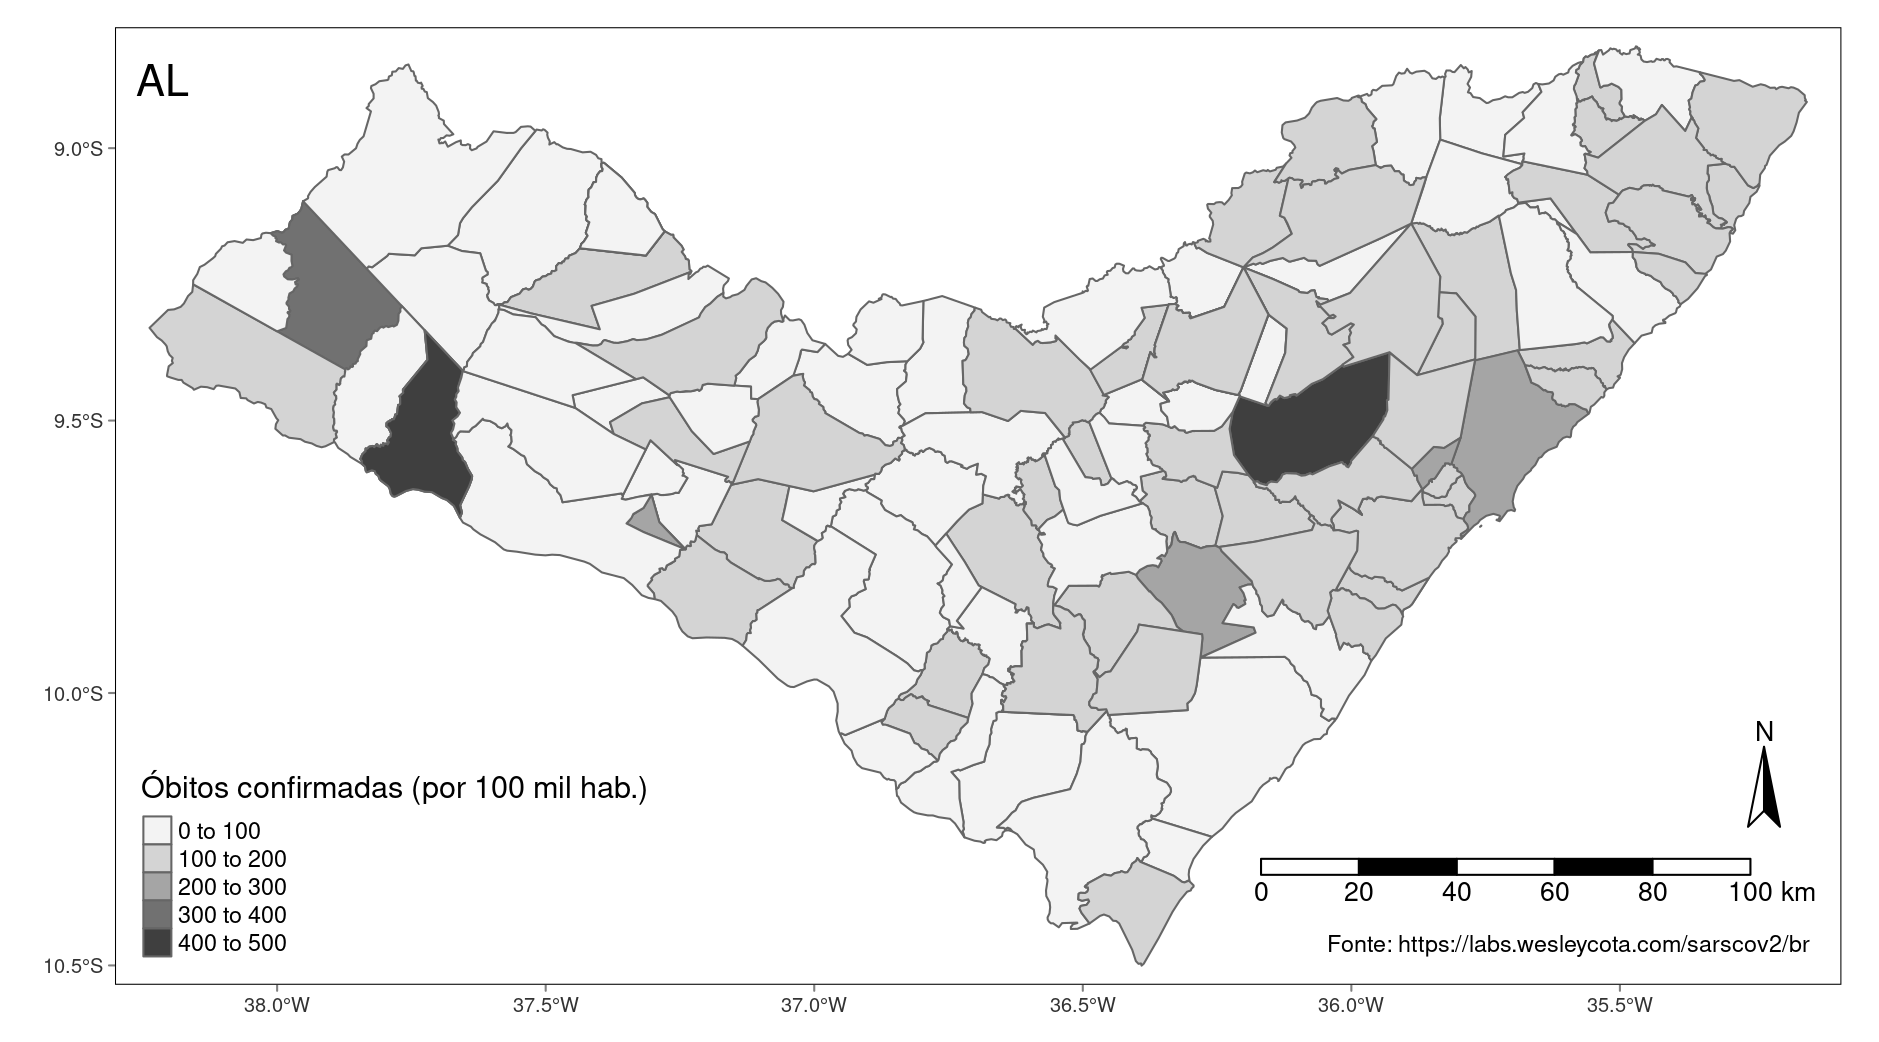 AL
9.0°S
9.5°S
10.0°S
10.5°S
N
Óbitos confirmadas (por 100 mil hab.)
0 to 100
100 to 200
200 to 300
300 to 400
400 to 500
0 20 40 60 80 100 km
Fonte: https://labs.wesleycota.com/sarscov2/br
38.0°W 37.5°W 37.0°W 36.5°W 36.0°W 35.5°W